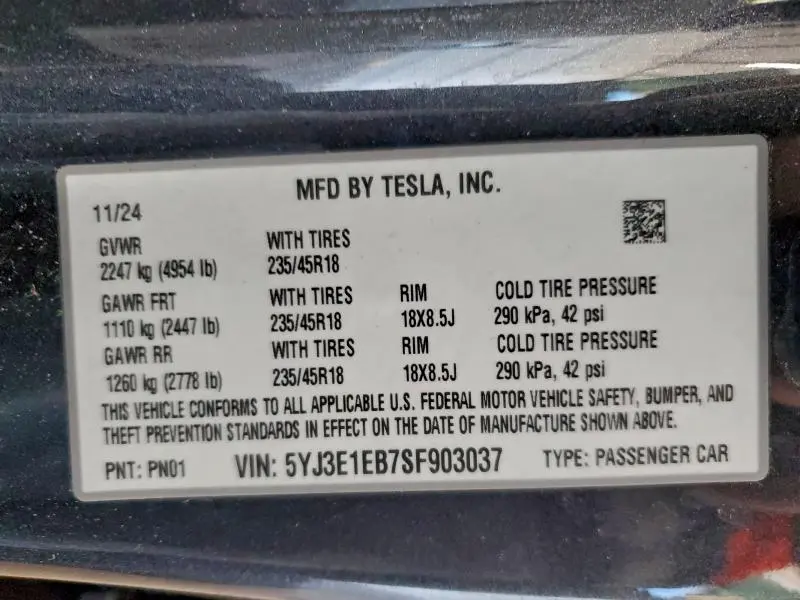 MFD BY TESLA, INC.
11/24
GVWR WITH TIRES
2247 kg (4954 lb) 235/45R18
GAWR FRT WITH TIRES RIM COLD TIRE PRESSURE
1110 kg (2447 lb) 235/45R18 18X8.5J 290 kPa, 42 psi
GAWR RR WITH TIRES RIM COLD TIRE PRESSURE
1260 kg (2778 lb) 235/45R18 18X8.5J 290 kPa, 42 psi
THIS VEHICLE CONFORMS TO ALL APPLICABLE U.S. FEDERAL MOTOR VEHICLE SAFETY, BUMPER, AND
THEFT PREVENTION STANDARDS IN EFFECT ON THE DATE OF MANUFACTURE SHOWN ABOVE.
PNT: PN01 VIN: 5YJ3E1EB7SF903037 TYPE: PASSENGER CAR